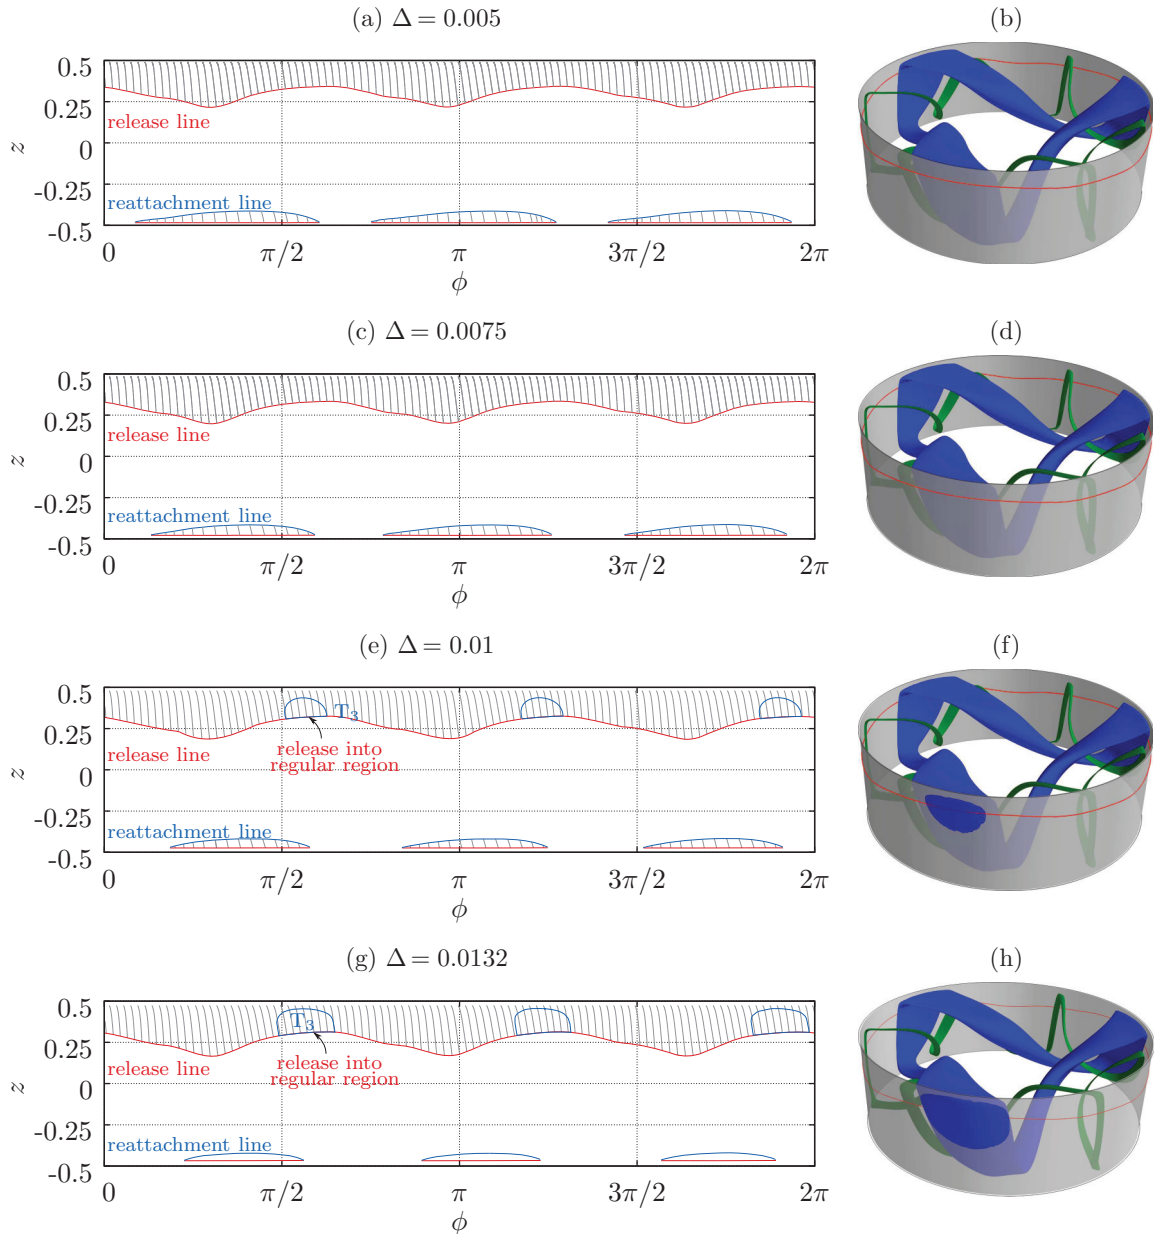 (a) Δ = 0.005
(b)
0.5
0.25
release line
z
0
-0.25
reattachment line
-0.5
0
π/2
π
3π/2
2π
ϕ
(c) Δ = 0.0075
(d)
0.5
0.25
release line
z
0
-0.25
reattachment line
-0.5
0
π/2
π
3π/2
2π
ϕ
(e) Δ = 0.01
(f)
0.5
T₃
0.25
release line
release into
regular region
z
0
-0.25
reattachment line
-0.5
0
π/2
π
3π/2
2π
ϕ
(g) Δ = 0.0132
(h)
0.5
T₃
0.25
release line
release into
regular region
z
0
-0.25
reattachment line
-0.5
0
π/2
π
3π/2
2π
ϕ